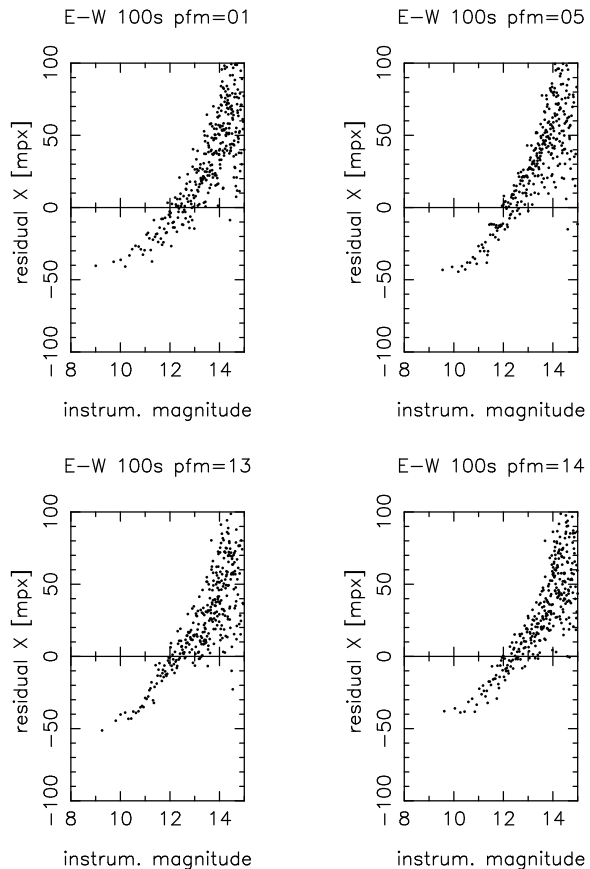 E-W 100s pfm=01
E-W 100s pfm=05
residual X [mpx]
100
50
0
-50
-100
8 10 12 14
instrum. magnitude
residual X [mpx]
100
50
0
-50
-100
8 10 12 14
instrum. magnitude
E-W 100s pfm=13
E-W 100s pfm=14
residual X [mpx]
100
50
0
-50
-100
8 10 12 14
instrum. magnitude
residual X [mpx]
100
50
0
-50
-100
8 10 12 14
instrum. magnitude